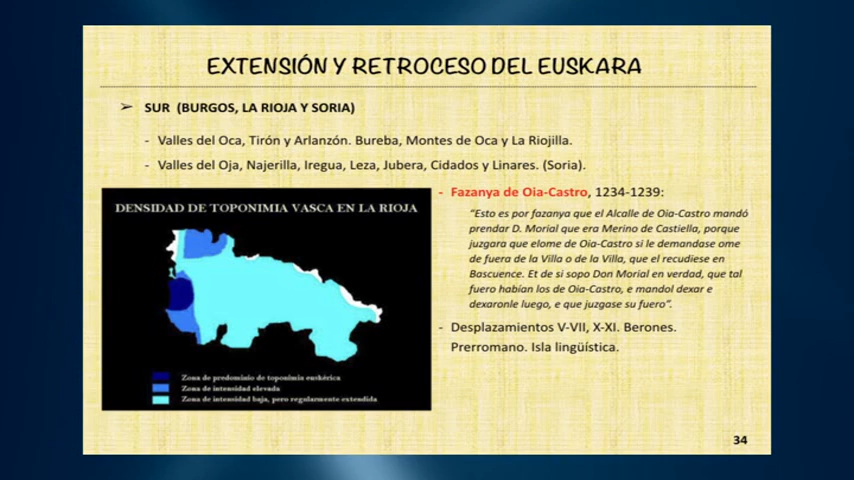 EXTENSIÓN Y RETROCESO DEL EUSKARA
➢ SUR (BURGOS, LA RIOJA Y SORIA)
- Valles del Oca, Tirón y Arlanzón. Bureba, Montes de Oca y La Riojilla.
- Valles del Oja, Najerilla, Iregua, Leza, Jubera, Cidados y Linares. (Soria).
DENSIDAD DE TOPONIMIA VASCA EN LA RIOJA
Zona de predominio de toponimia euskérica
Zona de intensidad elevada
Zona de intensidad baja, pero regularmente extendida
- Fazanya de Oia-Castro, 1234-1239:
"Esto es por fazanya que el Alcalle de Oia-Castro mandó
prendar D. Morial que era Merino de Castiella, porque
juzgara que elome de Oia-Castro si le demandase ome
de fuera de la Villa o de la Villa, que el recudiese en
Bascuence. Et de si sopo Don Morial en verdad, que tal
fuero habían los de Oia-Castro, e mandol dexar e
dexaronle luego, e que juzgase su fuero".
- Desplazamientos V-VII, X-XI. Berones.
Prerromano. Isla lingüística.
34